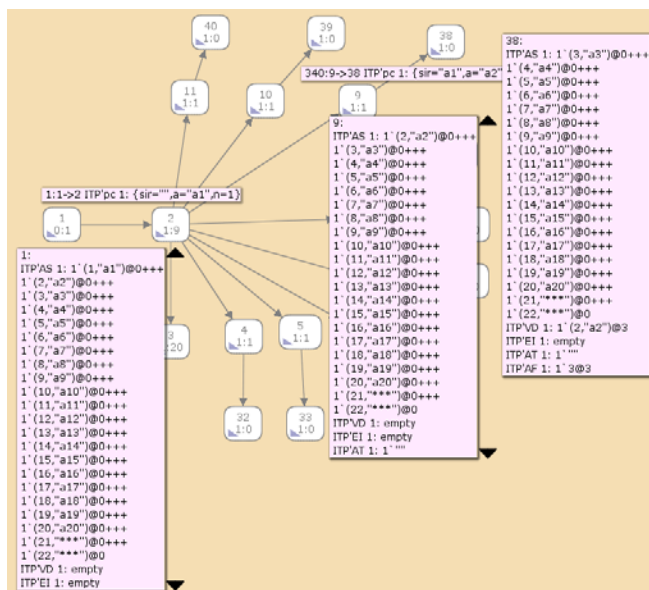 40
1:0
39
1:0
38
1:0
11
1:1
10
1:1
9
1:1
340:9->38 ITP'pc 1: {sir="a1",a="a2"
1:1->2 ITP'pc 1: {sir="",a="a1",n=1}
1
0:1
2
1:9
3
:20
4
1:1
5
1:1
32
1:0
33
1:0
1:
ITP'AS 1: 1`(1,"a1")@0+++
1`(2,"a2")@0+++
1`(3,"a3")@0+++
1`(4,"a4")@0+++
1`(5,"a5")@0+++
1`(6,"a6")@0+++
1`(7,"a7")@0+++
1`(8,"a8")@0+++
1`(9,"a9")@0+++
1`(10,"a10")@0+++
1`(11,"a11")@0+++
1`(12,"a12")@0+++
1`(13,"a13")@0+++
1`(14,"a14")@0+++
1`(15,"a15")@0+++
1`(16,"a16")@0+++
1`(17,"a17")@0+++
1`(18,"a18")@0+++
1`(19,"a19")@0+++
1`(20,"a20")@0+++
1`(21,"***")@0+++
1`(22,"***")@0
ITP'VD 1: empty
ITP'EI 1: empty
9:
ITP'AS 1: 1`(2,"a2")@0+++
1`(3,"a3")@0+++
1`(4,"a4")@0+++
1`(5,"a5")@0+++
1`(6,"a6")@0+++
1`(7,"a7")@0+++
1`(8,"a8")@0+++
1`(9,"a9")@0+++
1`(10,"a10")@0+++
1`(11,"a11")@0+++
1`(12,"a12")@0+++
1`(13,"a13")@0+++
1`(14,"a14")@0+++
1`(15,"a15")@0+++
1`(16,"a16")@0+++
1`(17,"a17")@0+++
1`(18,"a18")@0+++
1`(19,"a19")@0+++
1`(20,"a20")@0+++
1`(21,"***")@0+++
1`(22,"***")@0
ITP'VD 1: empty
ITP'EI 1: empty
ITP'AT 1: 1`""
38:
ITP'AS 1: 1`(3,"a3")@0+++
1`(4,"a4")@0+++
1`(5,"a5")@0+++
1`(6,"a6")@0+++
1`(7,"a7")@0+++
1`(8,"a8")@0+++
1`(9,"a9")@0+++
1`(10,"a10")@0+++
1`(11,"a11")@0+++
1`(12,"a12")@0+++
1`(13,"a13")@0+++
1`(14,"a14")@0+++
1`(15,"a15")@0+++
1`(16,"a16")@0+++
1`(17,"a17")@0+++
1`(18,"a18")@0+++
1`(19,"a19")@0+++
1`(20,"a20")@0+++
1`(21,"***")@0+++
1`(22,"***")@0
ITP'VD 1: 1`(2,"a2")@3
ITP'EI 1: empty
ITP'AT 1: 1`""
ITP'AF 1: 1`3@3